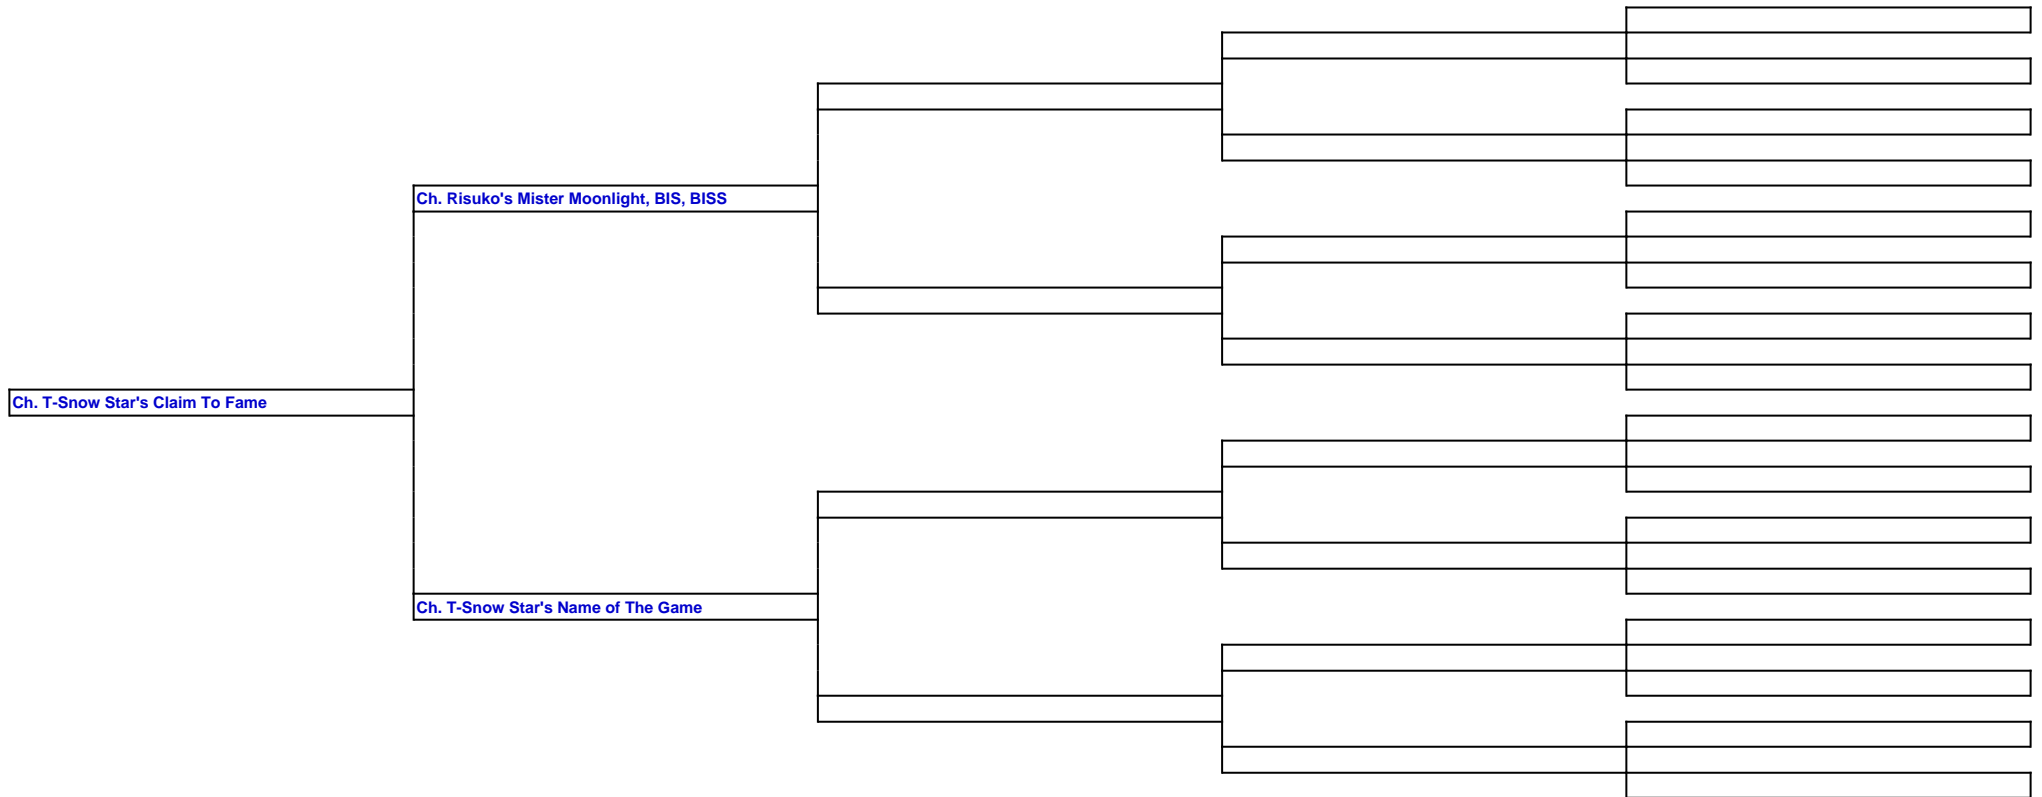 Ch. Risuko's Mister Moonlight, BIS, BISS
Ch. T-Snow Star's Claim To Fame
Ch. T-Snow Star's Name of The Game